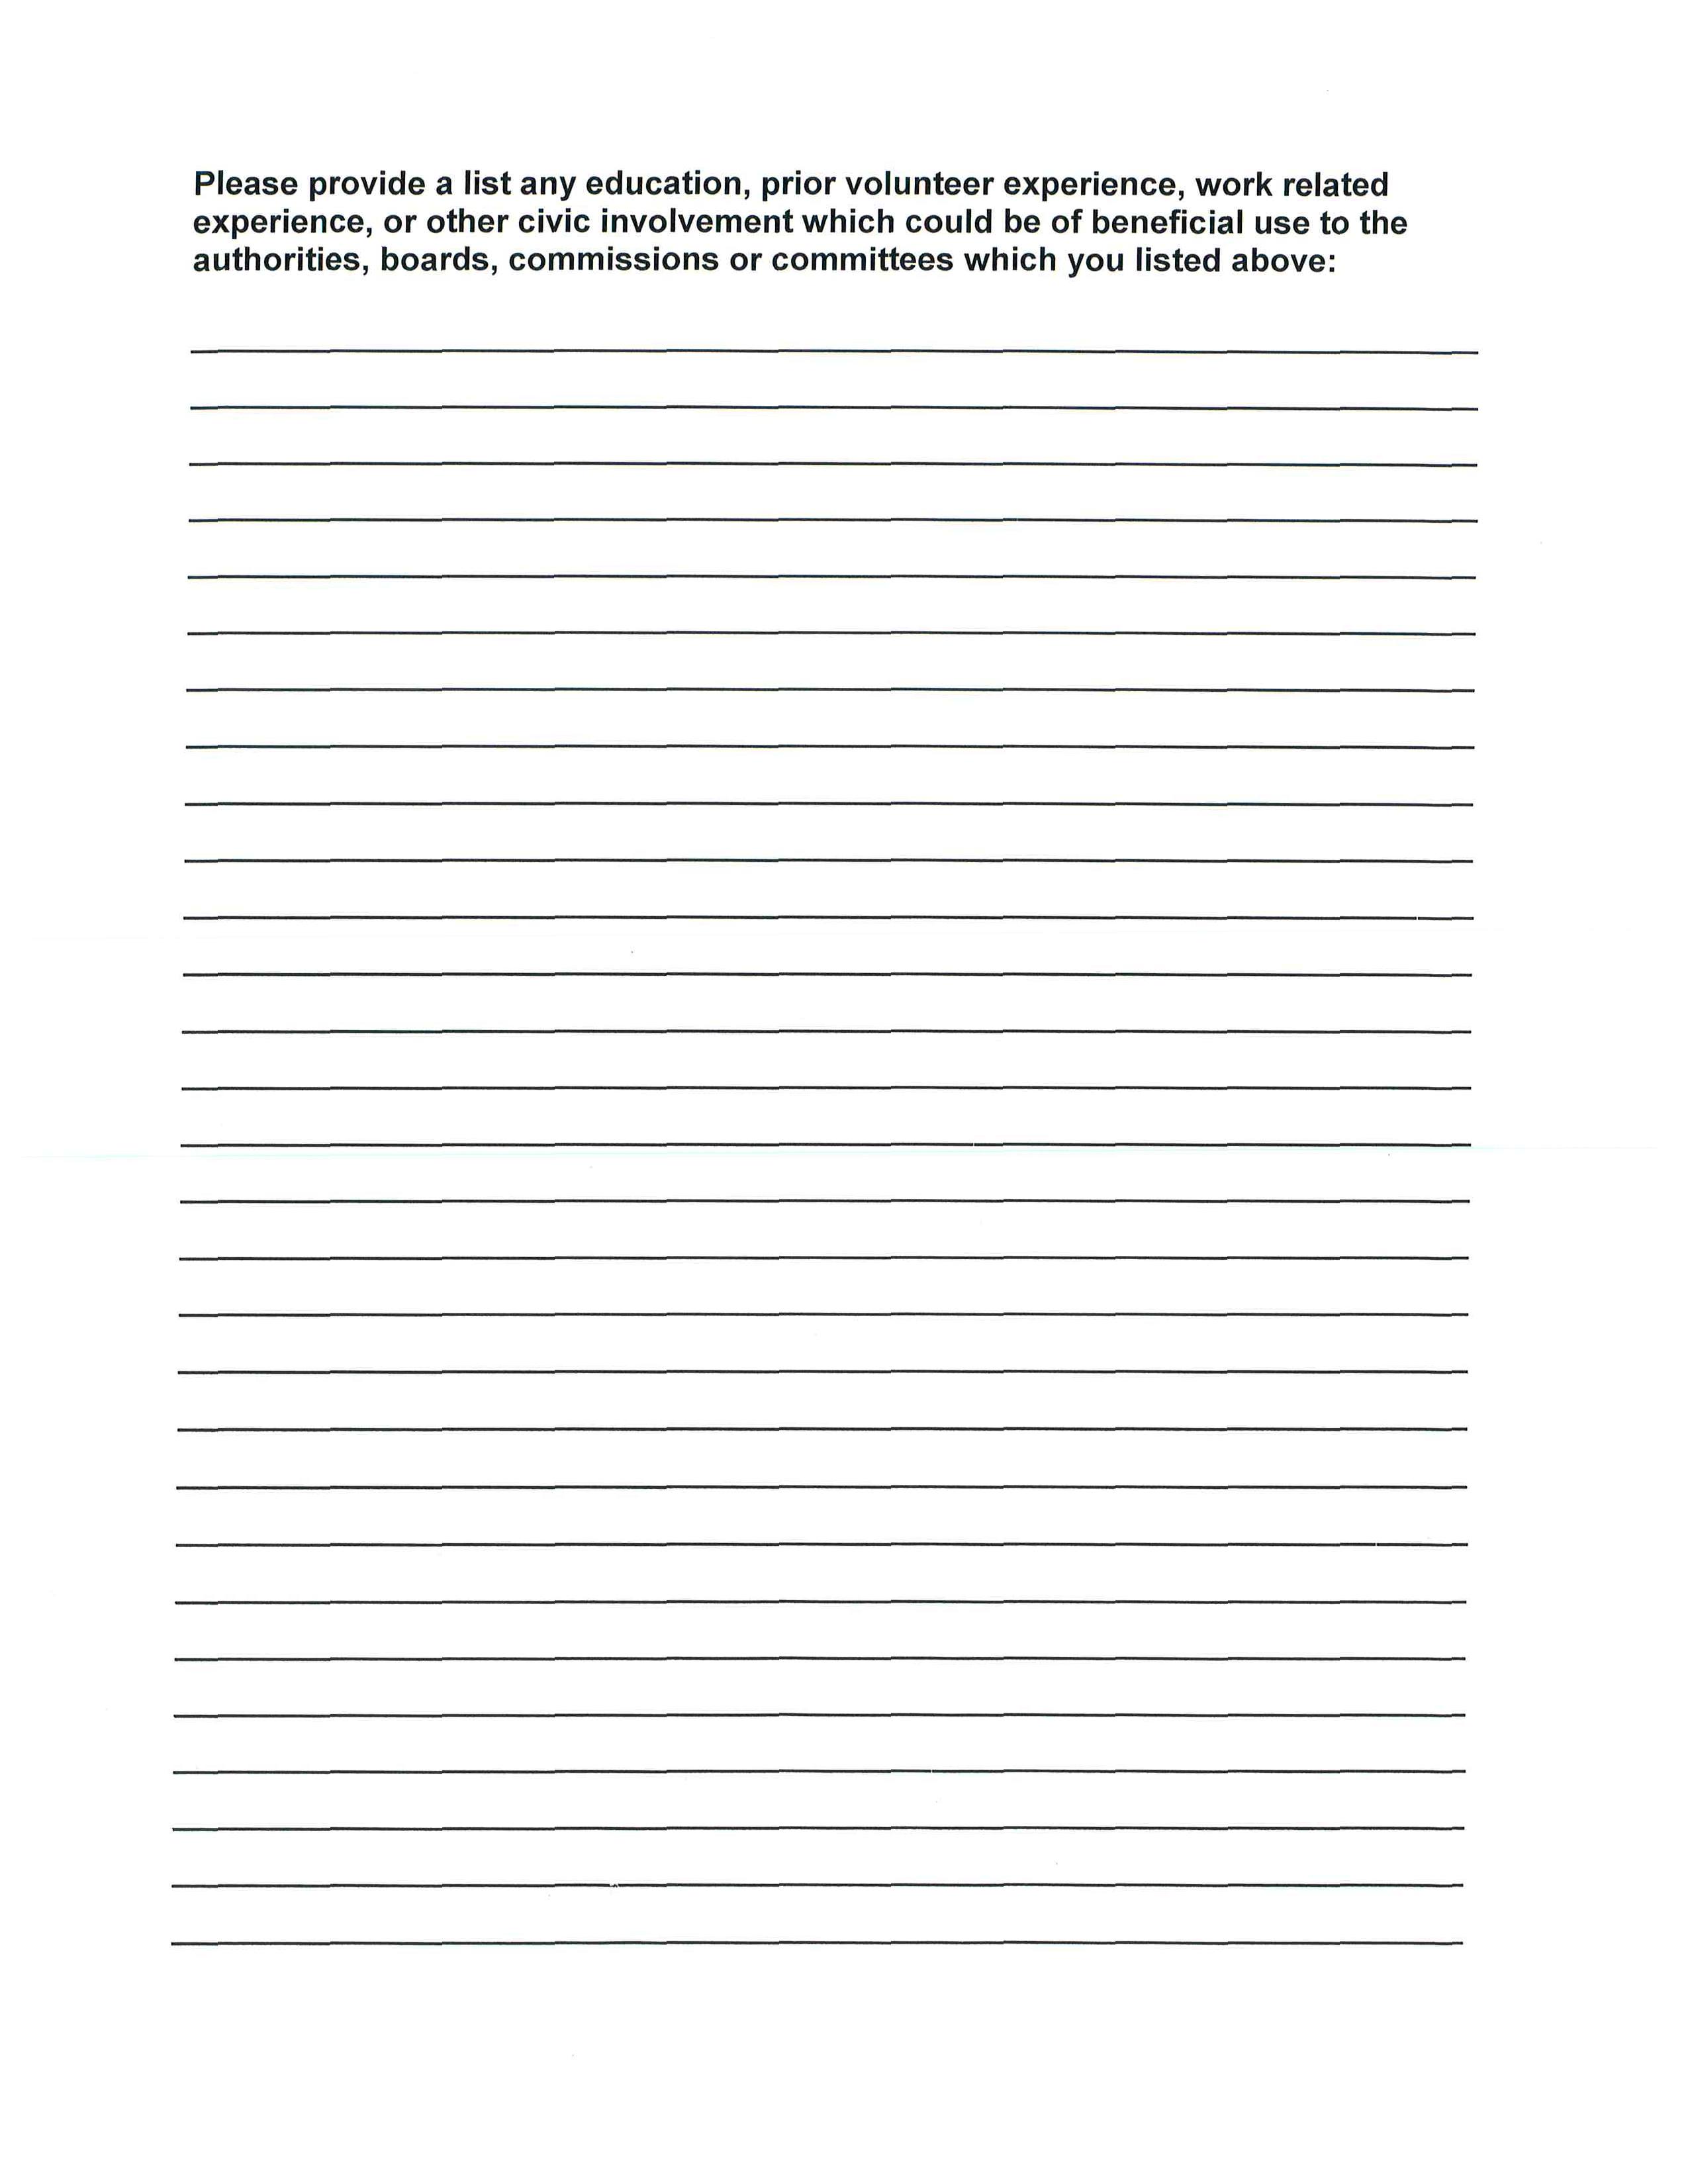 Please provide a list any education, prior volunteer experience, work related
experience, or other civic involvement which could be of beneficial use to the
authorities, boards, commissions or committees which you listed above: